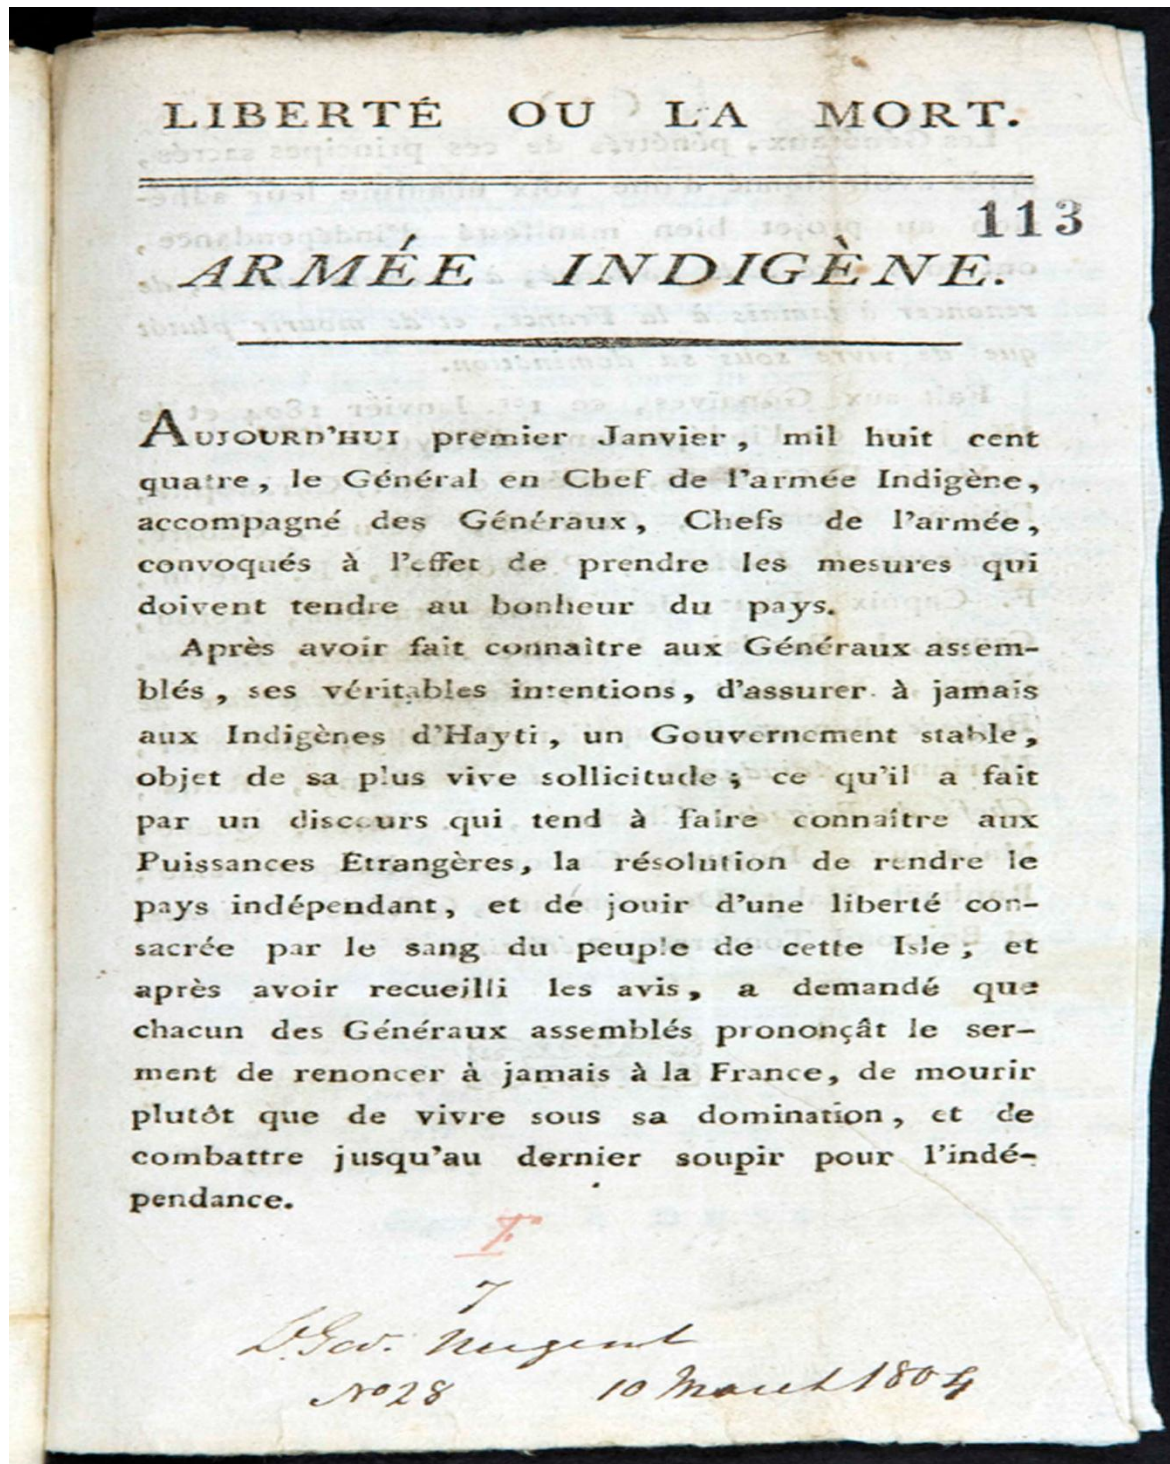 LIBERTÉ OU LA MORT.
113
ARMÉE INDIGÈNE.
AUJOURD'HUI premier Janvier, mil huit cent
quatre, le Général en Chef de l'armée Indigène,
accompagné des Généraux, Chefs de l'armée,
convoqués à l'effet de prendre les mesures qui
doivent tendre au bonheur du pays.
Après avoir fait connaître aux Généraux assem-
blés, ses véritables intentions, d'assurer à jamais
aux Indigènes d'Hayti, un Gouvernement stable,
objet de sa plus vive sollicitude; ce qu'il a fait
par un discours qui tend à faire connaître aux
Puissances Étrangères, la résolution de rendre le
pays indépendant, et de jouir d'une liberté con-
sacrée par le sang du peuple de cette Isle; et
après avoir recueilli les avis, a demandé que
chacun des Généraux assemblés prononçât le ser-
ment de renoncer à jamais à la France, de mourir
plutôt que de vivre sous sa domination, et de
combattre jusqu'au dernier soupir pour l'indé-
pendance.
Gov. Nugent
No 28 10 March 1804